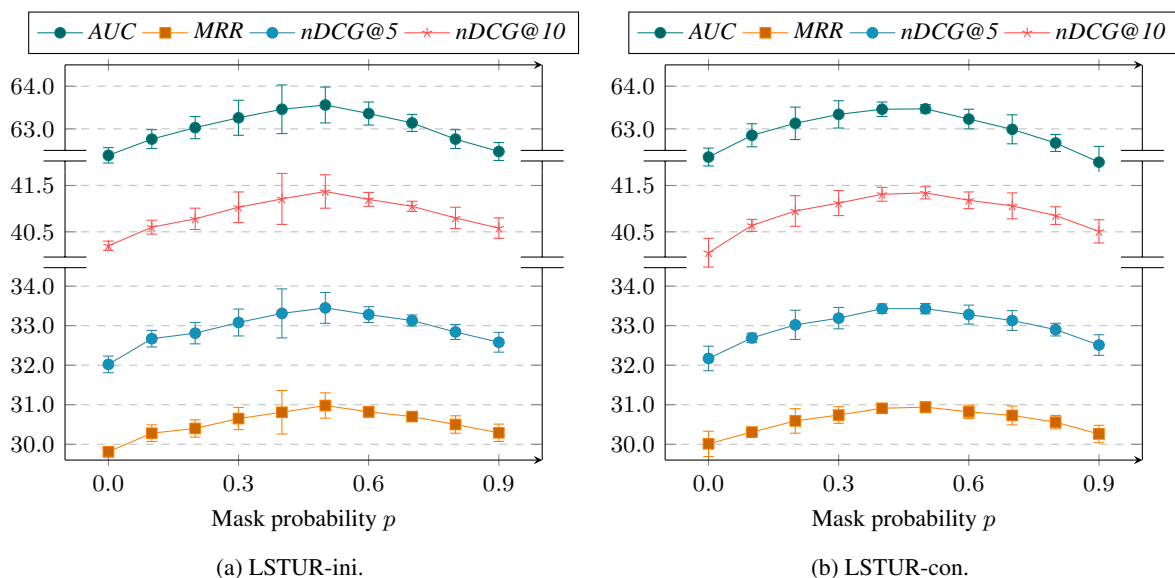 AUC MRR nDCG@5 nDCG@10
64.0
63.0
41.5
40.5
34.0
33.0
32.0
31.0
30.0
0.0 0.3 0.6 0.9
Mask probability p
(a) LSTUR-ini.
AUC MRR nDCG@5 nDCG@10
64.0
63.0
41.5
40.5
34.0
33.0
32.0
31.0
30.0
0.0 0.3 0.6 0.9
Mask probability p
(b) LSTUR-con.